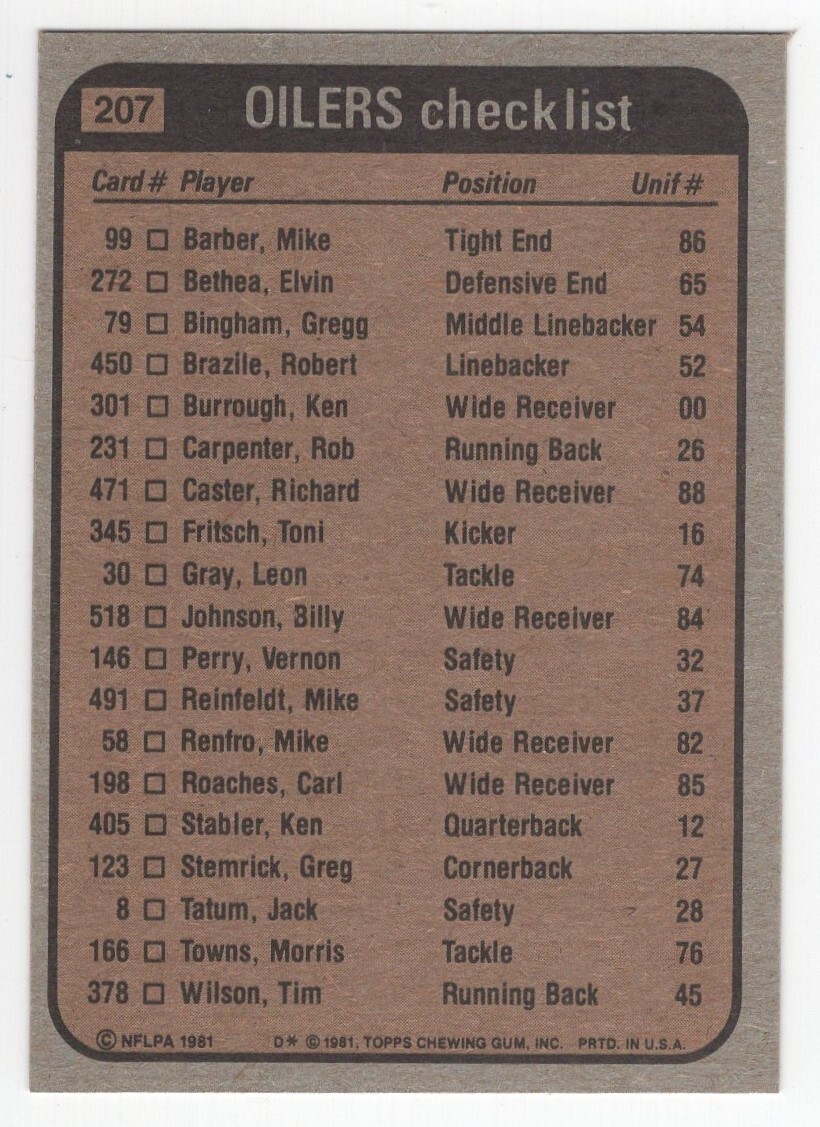 207 OILERS checklist
Card # Player Position Unif #
99 □ Barber, Mike Tight End 86
272 □ Bethea, Elvin Defensive End 65
79 □ Bingham, Gregg Middle Linebacker 54
450 □ Brazile, Robert Linebacker 52
301 □ Burrough, Ken Wide Receiver 00
231 □ Carpenter, Rob Running Back 26
471 □ Caster, Richard Wide Receiver 88
345 □ Fritsch, Toni Kicker 16
30 □ Gray, Leon Tackle 74
518 □ Johnson, Billy Wide Receiver 84
146 □ Perry, Vernon Safety 32
491 □ Reinfeldt, Mike Safety 37
58 □ Renfro, Mike Wide Receiver 82
198 □ Roaches, Carl Wide Receiver 85
405 □ Stabler, Ken Quarterback 12
123 □ Stemrick, Greg Cornerback 27
8 □ Tatum, Jack Safety 28
166 □ Towns, Morris Tackle 76
378 □ Wilson, Tim Running Back 45
© NFLPA 1981 D* © 1981, TOPPS CHEWING GUM, INC. PRTD. IN U.S.A.